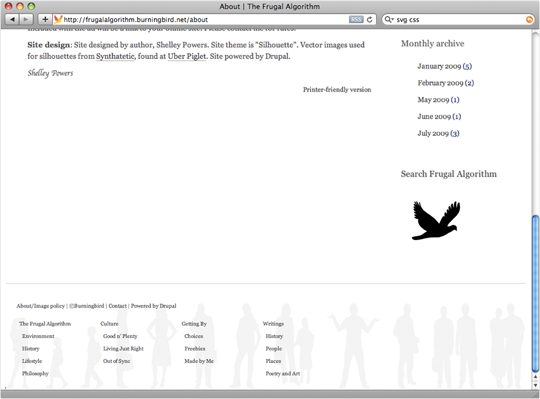 About | The Frugal Algorithm
http://frugalalgorithm.burningbird.net/about
RSS
svg css
Site design: Site designed by author, Shelley Powers. Site theme is "Silhouette". Vector images used
for silhouettes from Synthatetic, found at Uber Piglet. Site powered by Drupal.
Shelley Powers
Printer-friendly version
Monthly archive
January 2009 (5)
February 2009 (2)
May 2009 (1)
June 2009 (1)
July 2009 (3)
Search Frugal Algorithm
About/Image policy | ©Burningbird | Contact | Powered by Drupal
The Frugal Algorithm
Environment
History
Lifestyle
Philosophy
Culture
Good n' Plenty
Living Just Right
Out of Sync
Getting By
Choices
Freebies
Made by Me
Writings
History
People
Places
Poetry and Art